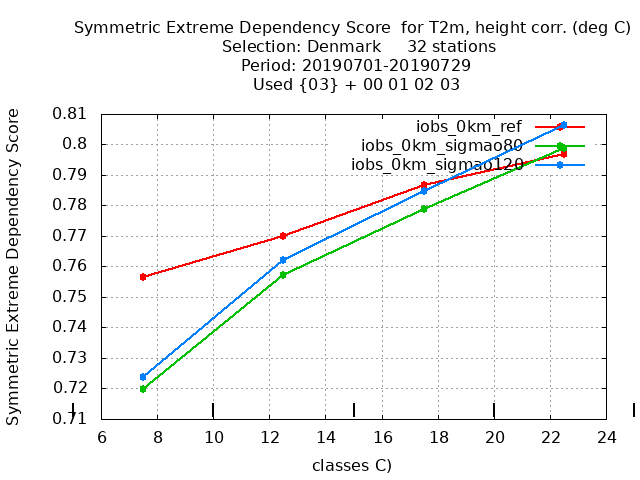 Symmetric Extreme Dependency Score  for T2m, height corr. (deg C)
Selection: Denmark     32 stations
Period: 20190701-20190729
Used {03} + 00 01 02 03
Symmetric Extreme Dependency Score
0.81
0.8
0.79
0.78
0.77
0.76
0.75
0.74
0.73
0.72
0.71
iobs_0km_ref
iobs_0km_sigmao80
iobs_0km_sigmao120
6 8 10 12 14 16 18 20 22 24
classes C)